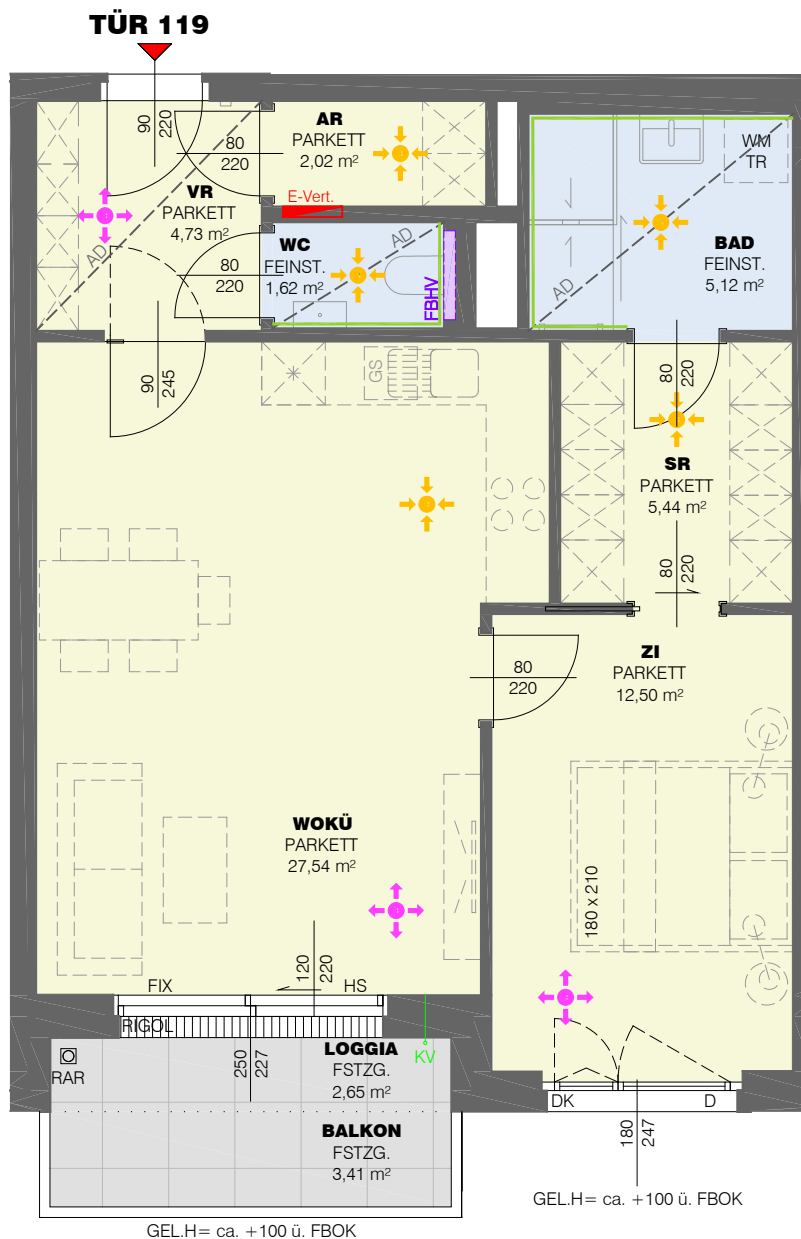 TÜR 119
90
220
80
220
AR
PARKETT
2,02 m²
WM
TR
VR
PARKETT
4,73 m²
E-Vert.
AD
80
220
WC
FEINST.
1,62 m²
AD
FBHV
BAD
FEINST.
5,12 m²
AD
90
245
GS
80
220
SR
PARKETT
5,44 m²
80
220
ZI
PARKETT
12,50 m²
80
220
WOKÜ
PARKETT
27,54 m²
180 x 210
120
220
FIX
HS
RIGOL
RAR
250
227
LOGGIA
FSTZG.
2,65 m²
KV
BALKON
FSTZG.
3,41 m²
DK
D
180
247
GEL.H= ca. +100 ü. FBOK
GEL.H= ca. +100 ü. FBOK